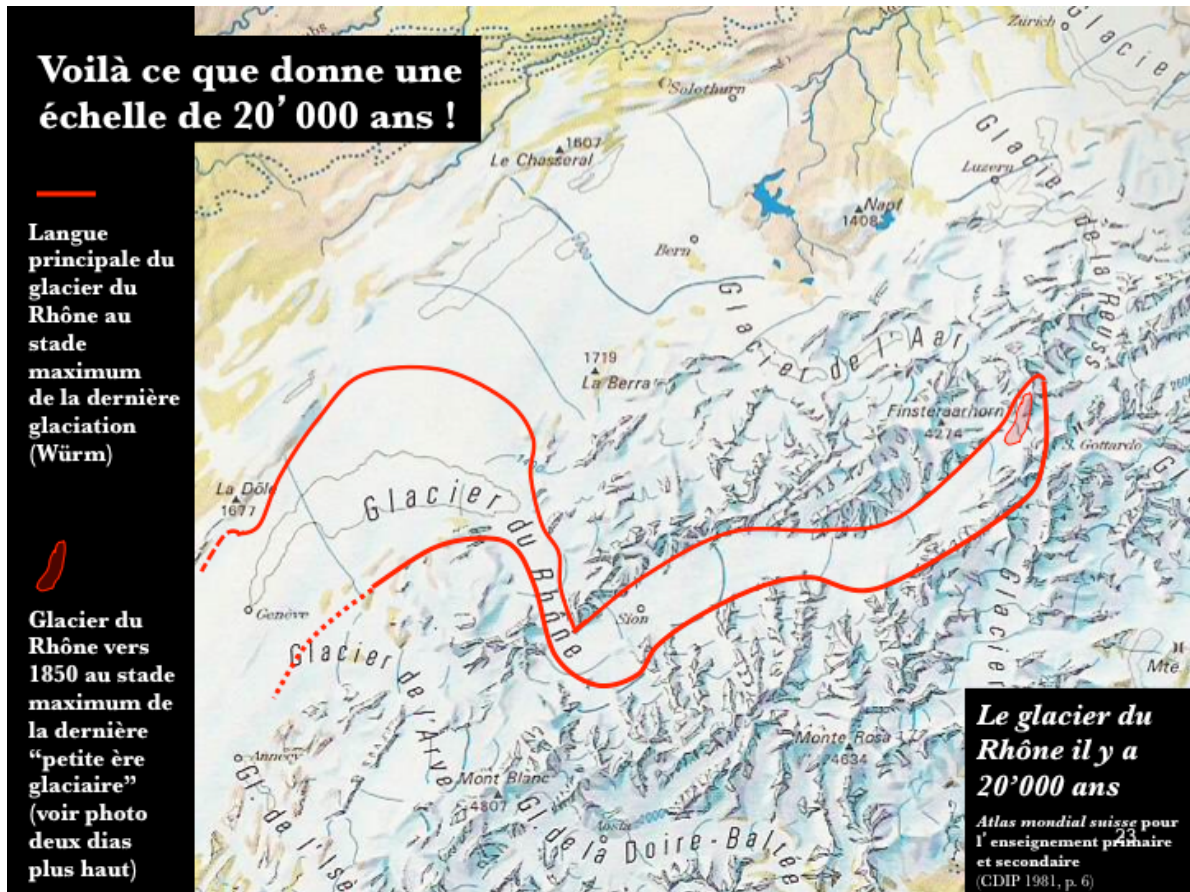 Voilà ce que donne une
échelle de 20’000 ans !
Langue
principale du
glacier du
Rhône au
stade
maximum
de la dernière
glaciation
(Würm)
Glacier du
Rhône vers
1850 au stade
maximum de
la dernière
“petite ère
glaciaire”
(voir photo
deux dias
plus haut)
Zürich
Glacier
Solothurn
1607
Le Chasseral
Glacier de la Reuss
Luzern
Napf
1408
Bern
Glacier de l'Aar
1719
La Berra
Finsteraarhorn
4274
S. Gottardo
La Dôle
1677
Glacier du Rhône
Genève
Sion
Glacier de l'Arve
Glacier
Mte
Annecy
Monte Rosa
4634
Mont Blanc
4807
Gl. de l'Isè
Aosta
Gl. de la Doire-Baltée
Le glacier du
Rhône il y a
20’000 ans
Atlas mondial suisse pour
l’enseignement primaire
et secondaire
(CDIP 1981, p. 6)
23